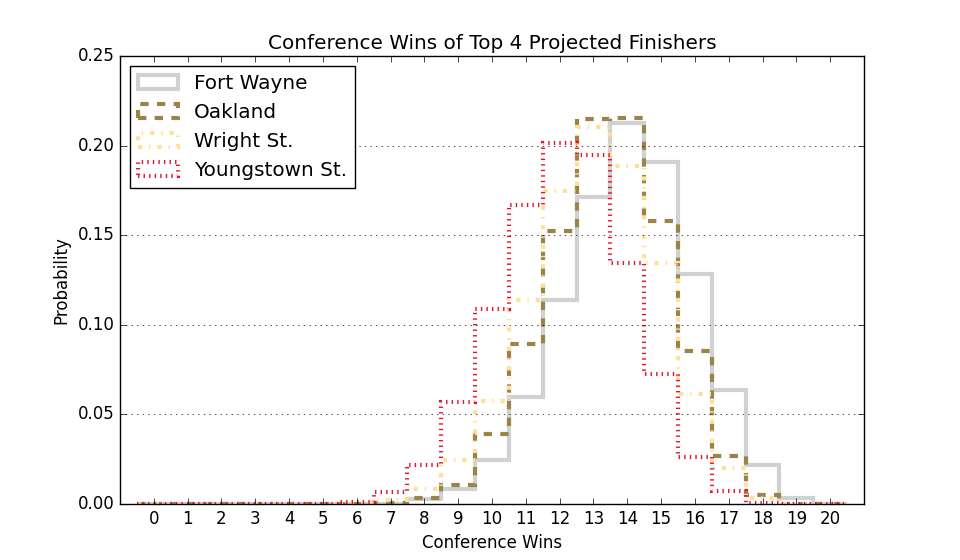 Conference Wins of Top 4 Projected Finishers
Fort Wayne
Oakland
Wright St.
Youngstown St.
Probability
0.25
0.20
0.15
0.10
0.05
0.00
0 1 2 3 4 5 6 7 8 9 10 11 12 13 14 15 16 17 18 19 20
Conference Wins